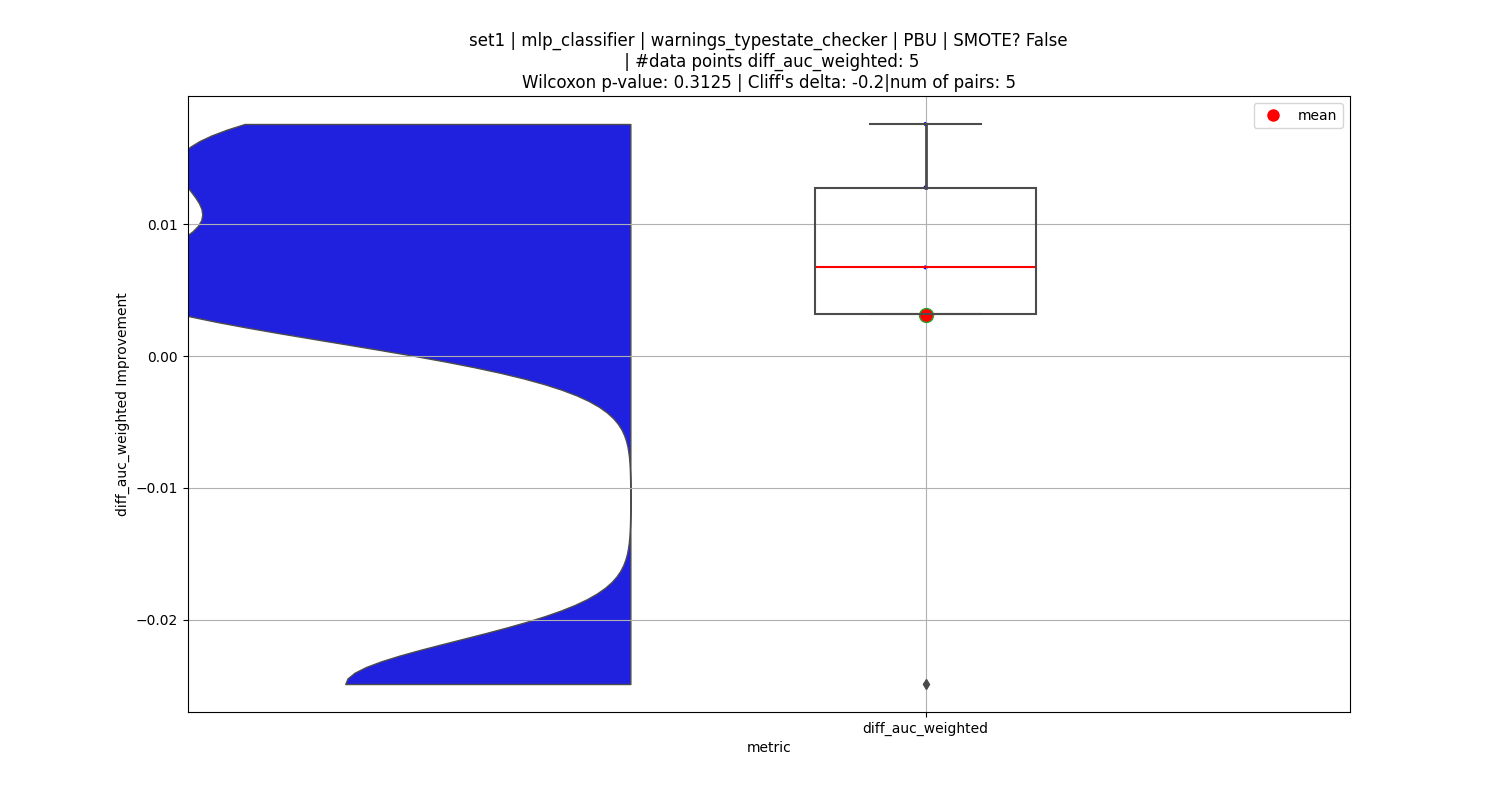 set1 | mlp_classifier | warnings_typestate_checker | PBU | SMOTE? False
| #data points diff_auc_weighted: 5
Wilcoxon p-value: 0.3125 | Cliff's delta: -0.2|num of pairs: 5
mean
0.01
0.00
−0.01
−0.02
diff_auc_weighted Improvement
diff_auc_weighted
metric